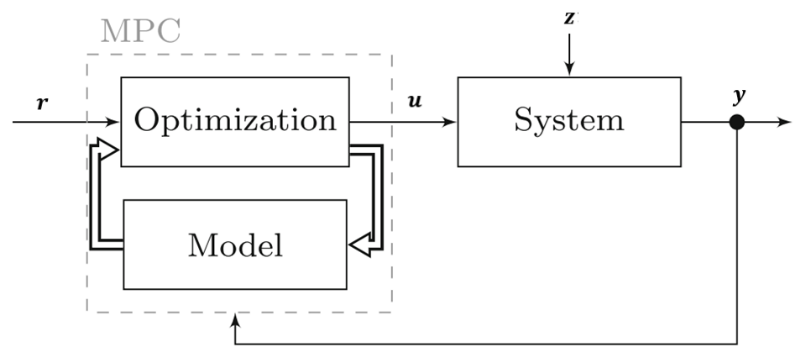 MPC
z
r
Optimization
u
System
y
Model